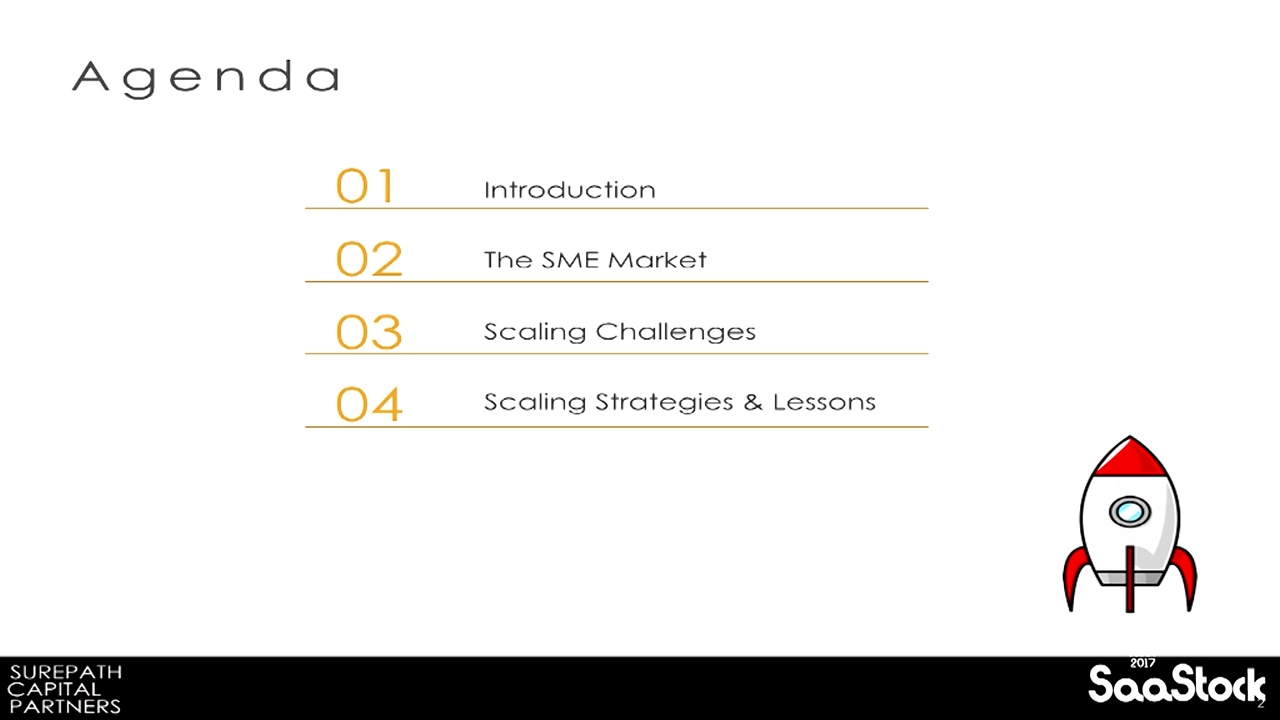 Agenda
01 Introduction
02 The SME Market
03 Scaling Challenges
04 Scaling Strategies & Lessons
SUREPATH
CAPITAL
PARTNERS
2017
SaaStock
2